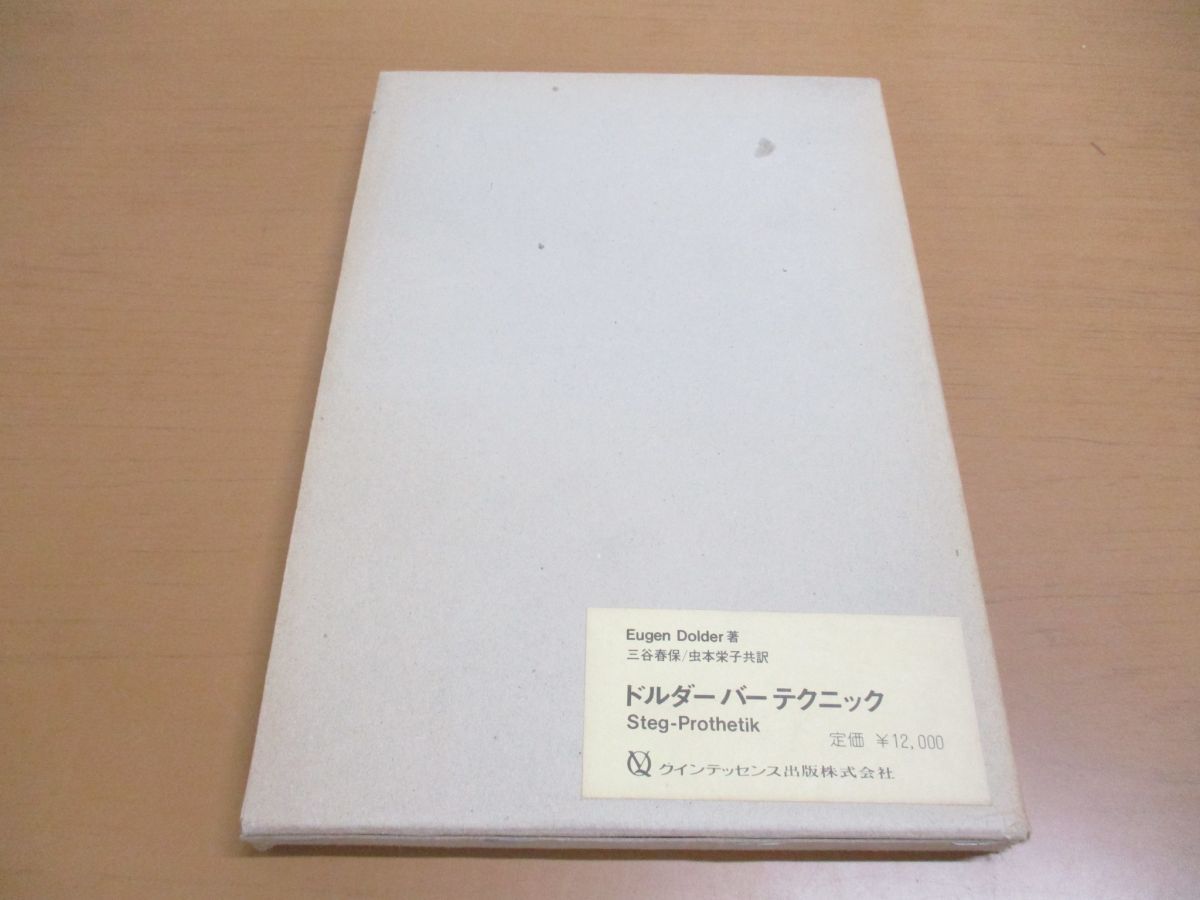 Eugen Dolder 著
三谷春保/虫本栄子共訳
ドルダー バー テクニック
Steg-Prothetik
定価 ¥12,000
クインテッセンス出版株式会社